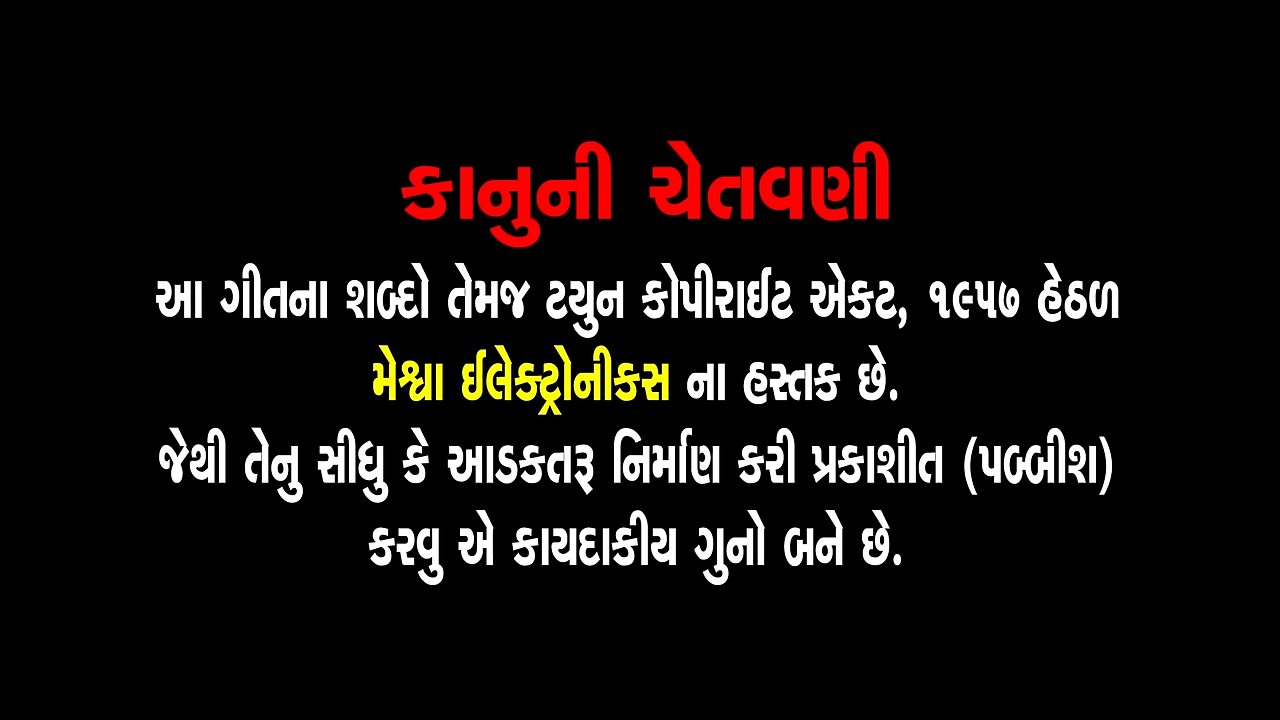 કાનુની ચેતવણી
આ ગીતના શબ્દો તેમજ ટયુન કોપીરાઈટ એકટ, ૧૯૫૭ હેઠળ
મેશ્વા ઈલેક્ટ્રોનીકસ ના હસ્તક છે.
જેથી તેનુ સીધુ કે આડકતરૂ નિર્માણ કરી પ્રકાશીત (પબ્બીશ)
કરવુ એ કાયદાકીય ગુનો બને છે.